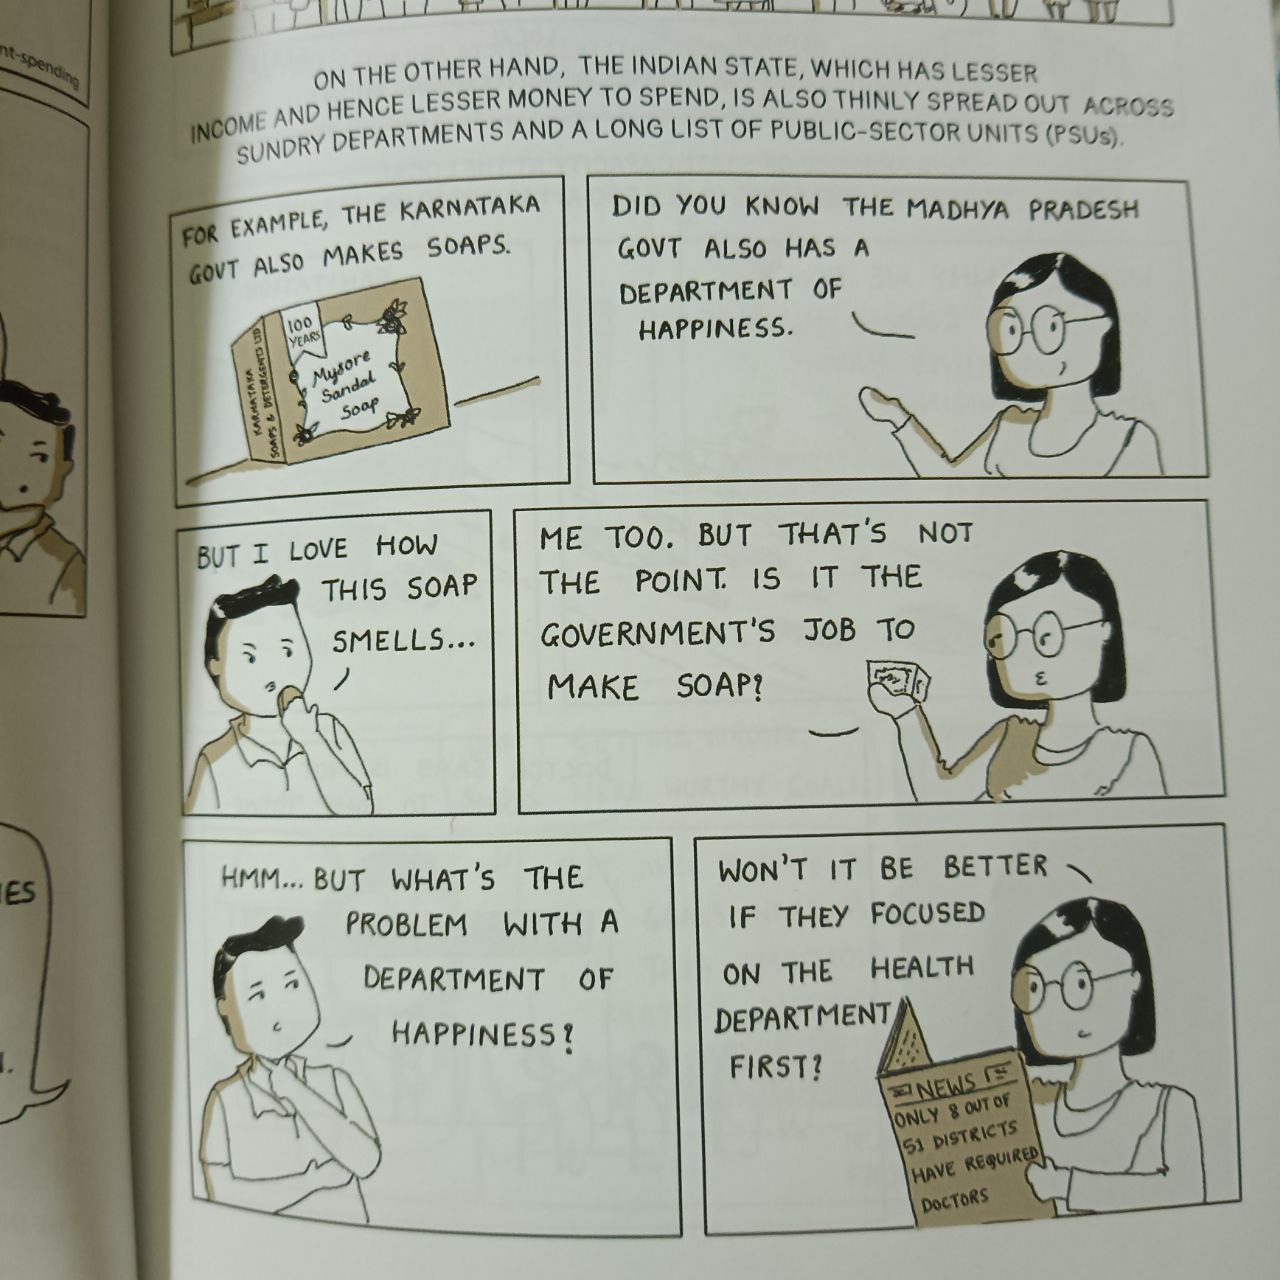 nt-spending
IES
ON THE OTHER HAND, THE INDIAN STATE, WHICH HAS LESSER
INCOME AND HENCE LESSER MONEY TO SPEND, IS ALSO THINLY SPREAD OUT ACROSS
SUNDRY DEPARTMENTS AND A LONG LIST OF PUBLIC-SECTOR UNITS (PSUs).
FOR EXAMPLE, THE KARNATAKA
GOVT ALSO MAKES SOAPS.
KARNATAKA
SOAPS & DETERGENTS LTD
100
YEARS
Mysore
Sandal
Soap
DID YOU KNOW THE MADHYA PRADESH
GOVT ALSO HAS A
DEPARTMENT OF
HAPPINESS.
BUT I LOVE HOW
THIS SOAP
SMELLS...
ME TOO. BUT THAT'S NOT
THE POINT. IS IT THE
GOVERNMENT'S JOB TO
MAKE SOAP?
HMM... BUT WHAT'S THE
PROBLEM WITH A
DEPARTMENT OF
HAPPINESS?
WON'T IT BE BETTER
IF THEY FOCUSED
ON THE HEALTH
DEPARTMENT
FIRST?
NEWS
ONLY 8 OUT OF
51 DISTRICTS
HAVE REQUIRED
DOCTORS